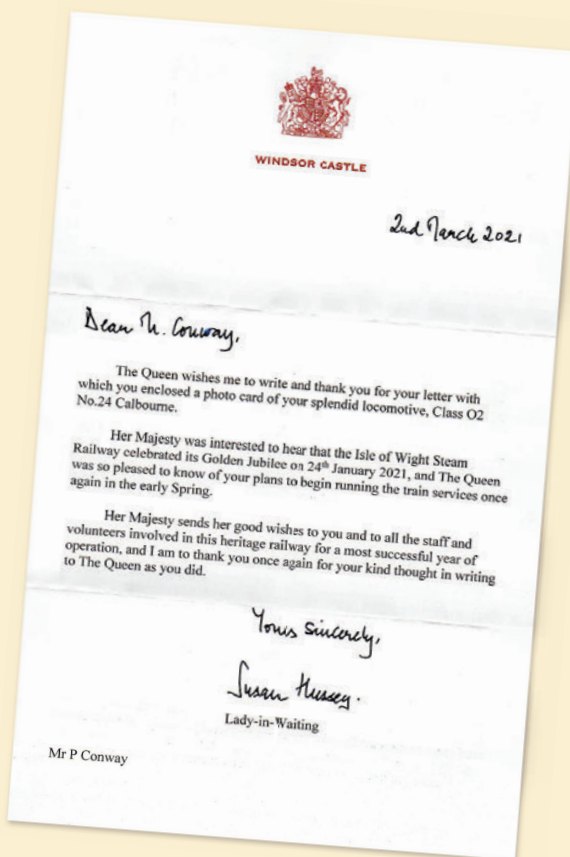 WINDSOR CASTLE
2nd March 2021
Dear Mr. Conway,
The Queen wishes me to write and thank you for your letter with
which you enclosed a photo card of your splendid locomotive, Class O2
No.24 Calbourne.
Her Majesty was interested to hear that the Isle of Wight Steam
Railway celebrated its Golden Jubilee on 24th January 2021, and The Queen
was so pleased to know of your plans to begin running the train services once
again in the early Spring.
Her Majesty sends her good wishes to you and to all the staff and
volunteers involved in this heritage railway for a most successful year of
operation, and I am to thank you once again for your kind thought in writing
to The Queen as you did.
Yours sincerely,
Susan Hussey.
Lady-in-Waiting
Mr P Conway